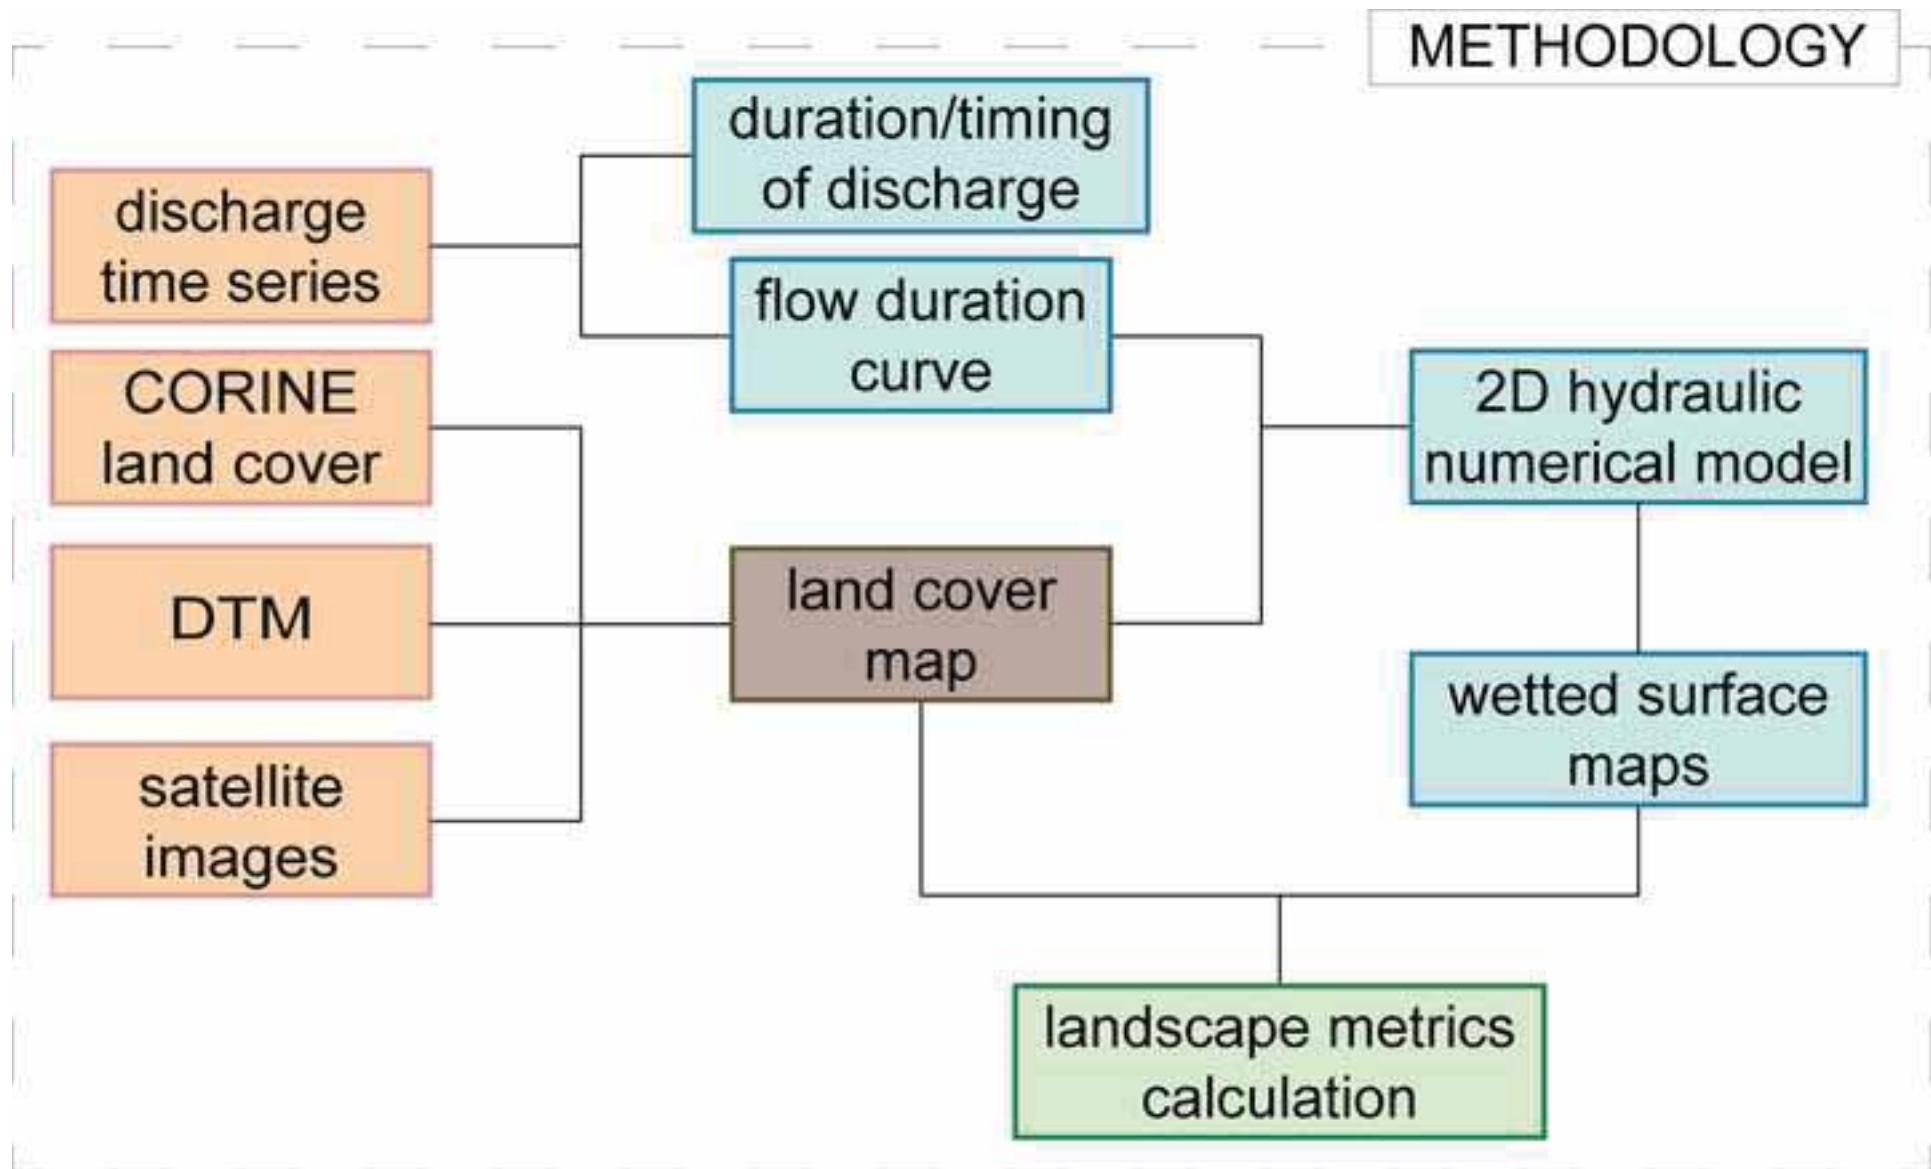 METHODOLOGY
duration/timing
of discharge
discharge
time series
flow duration
curve
CORINE
land cover
2D hydraulic
numerical model
DTM
land cover
map
wetted surface
maps
satellite
images
landscape metrics
calculation